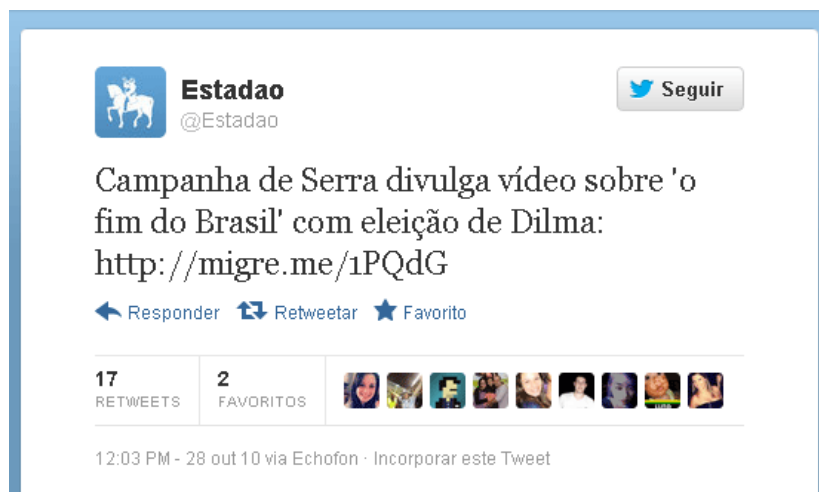 Estadao
Seguir
@Estadao
Campanha de Serra divulga vídeo sobre 'o
fim do Brasil' com eleição de Dilma:
http://migre.me/1PQdG
Responder Retweetar Favorito
17 2
RETWEETS FAVORITOS
12:03 PM - 28 out 10 via Echofon · Incorporar este Tweet